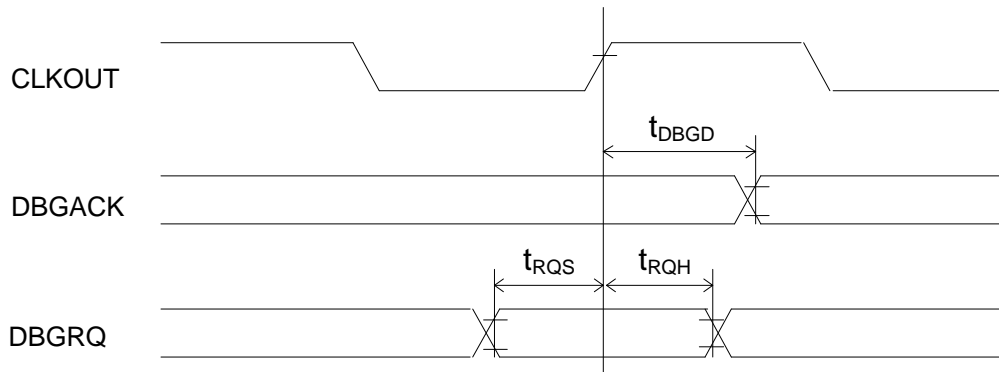 CLKOUT
tDBGD
DBGACK
tRQS tRQH
DBGRQ